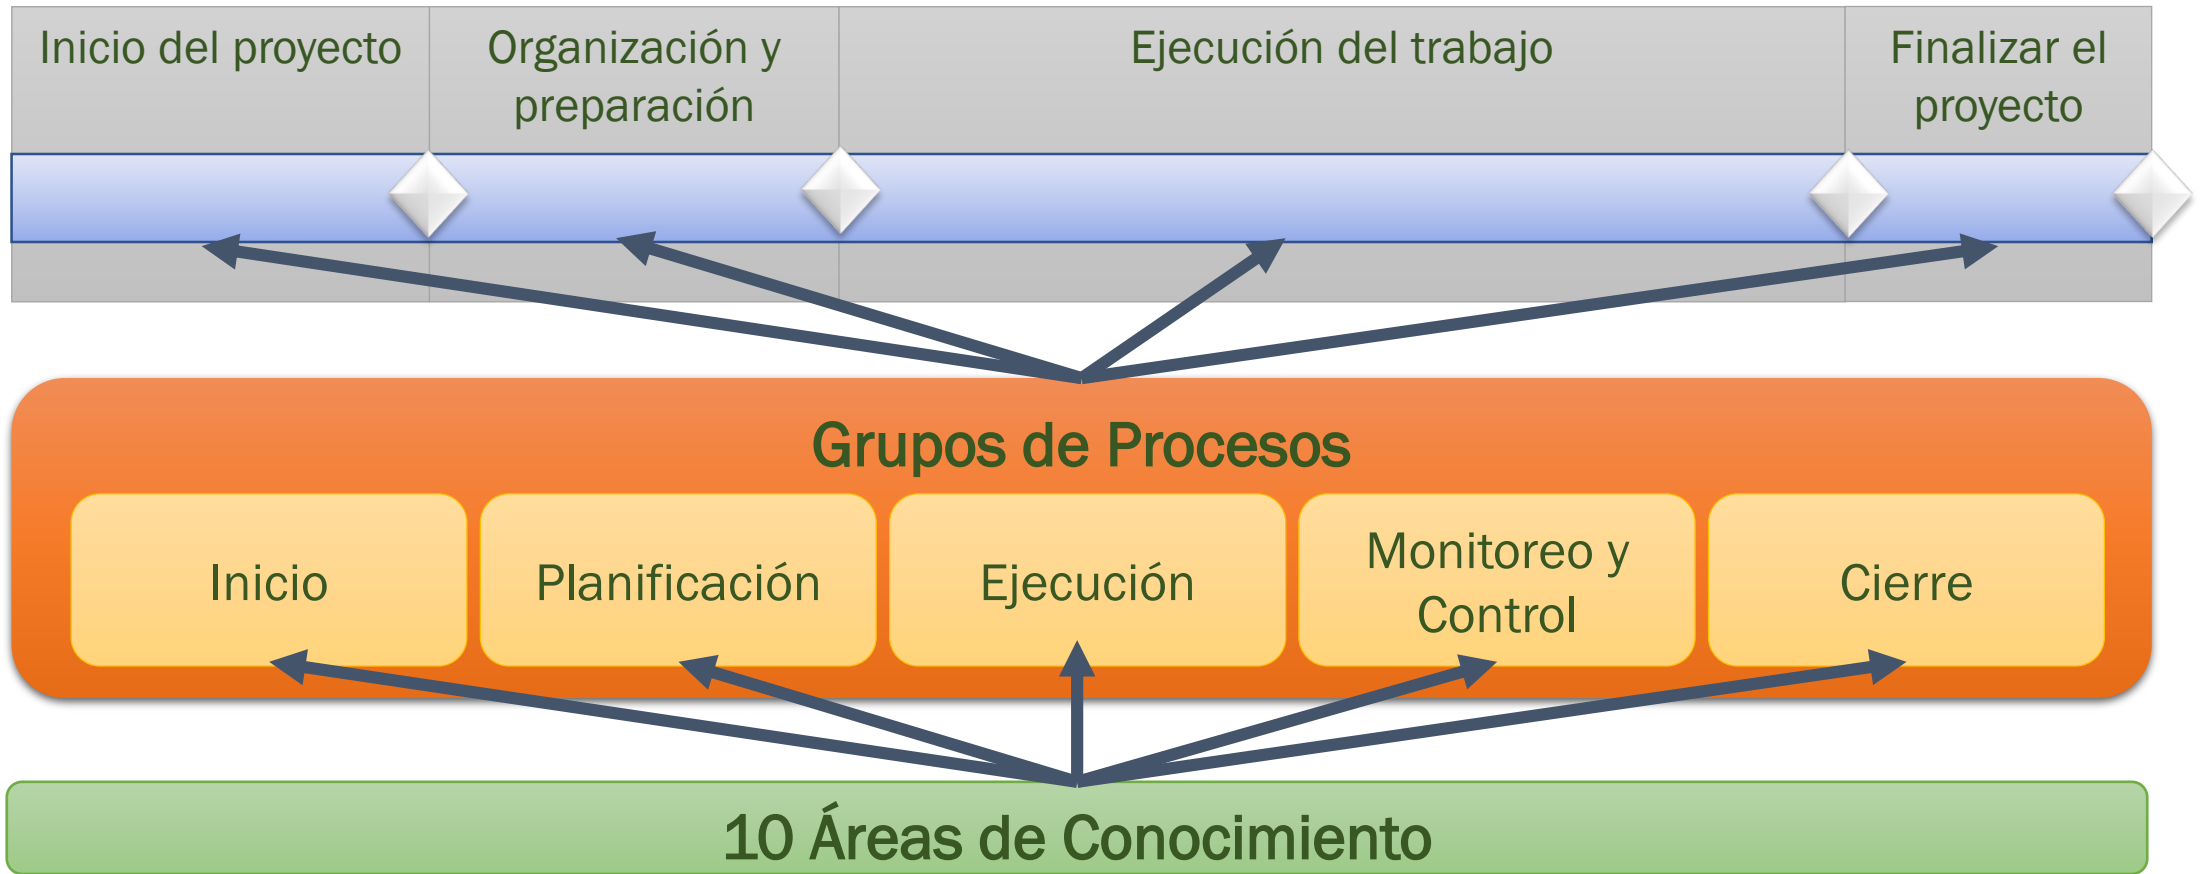 Inicio del proyecto
Organización y
preparación
Ejecución del trabajo
Finalizar el
proyecto
Grupos de Procesos
Inicio
Planificación
Ejecución
Monitoreo y
Control
Cierre
10 Áreas de Conocimiento